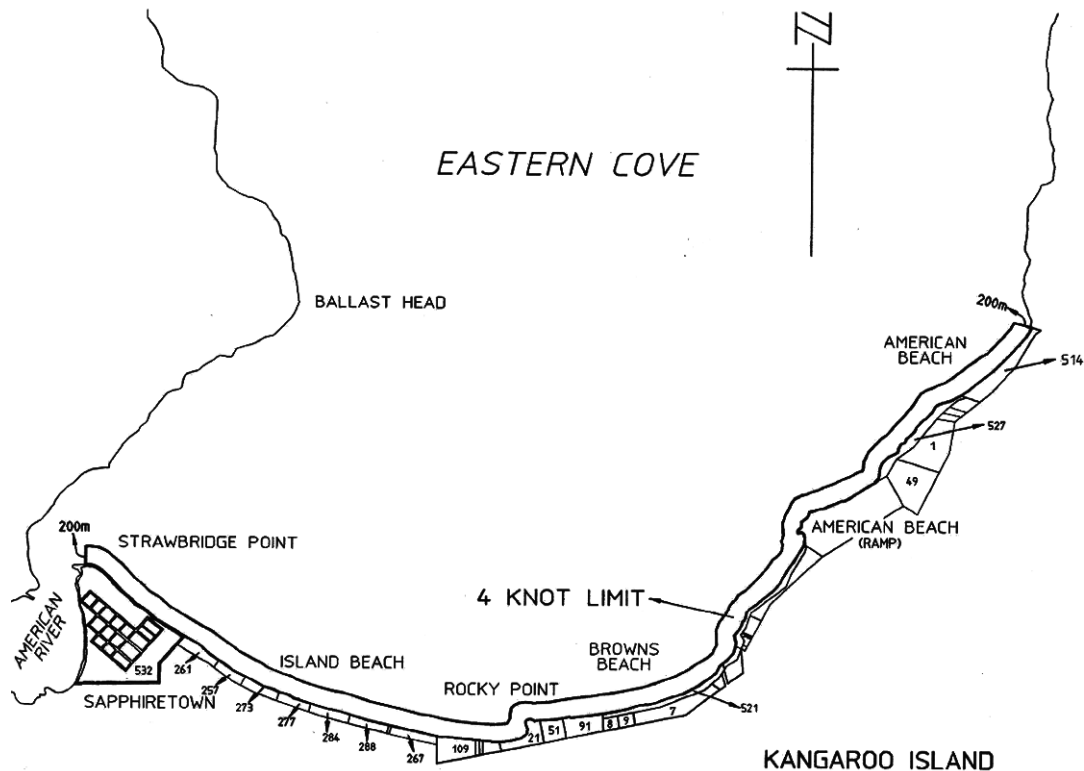 N
EASTERN COVE
BALLAST HEAD
200m
AMERICAN
BEACH
514
527
1
49
AMERICAN BEACH
(RAMP)
200m
STRAWBRIDGE POINT
4 KNOT LIMIT
AMERICAN
RIVER
532
261
ISLAND BEACH
BROWNS
BEACH
SAPPHIRETOWN
257
273
ROCKY POINT
277
284
288
267
109
21
51
91
8
9
7
521
KANGAROO ISLAND